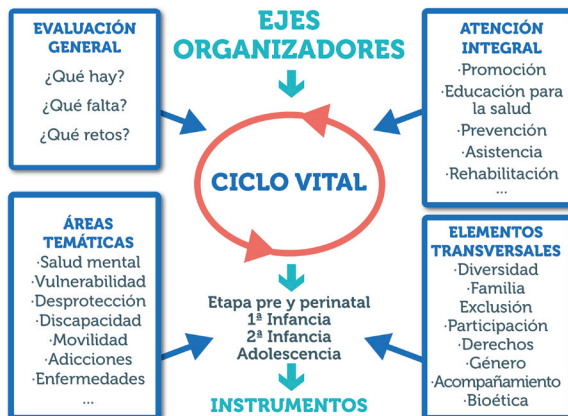 EVALUACIÓN
GENERAL
¿Qué hay?
¿Qué falta?
¿Qué retos?
EJES
ORGANIZADORES
ATENCIÓN
INTEGRAL
·Promoción
·Educación para
la salud
·Prevención
·Asistencia
·Rehabilitación
...
CICLO VITAL
ÁREAS
TEMÁTICAS
·Salud mental
·Vulnerabilidad
·Desprotección
·Discapacidad
·Movilidad
·Adicciones
·Enfermedades
...
Etapa pre y perinatal
1ª Infancia
2ª Infancia
Adolescencia
INSTRUMENTOS
ELEMENTOS
TRANSVERSALES
·Diversidad
·Familia
Exclusión
·Participación
·Derechos
·Género
·Acompañamiento
·Bioética